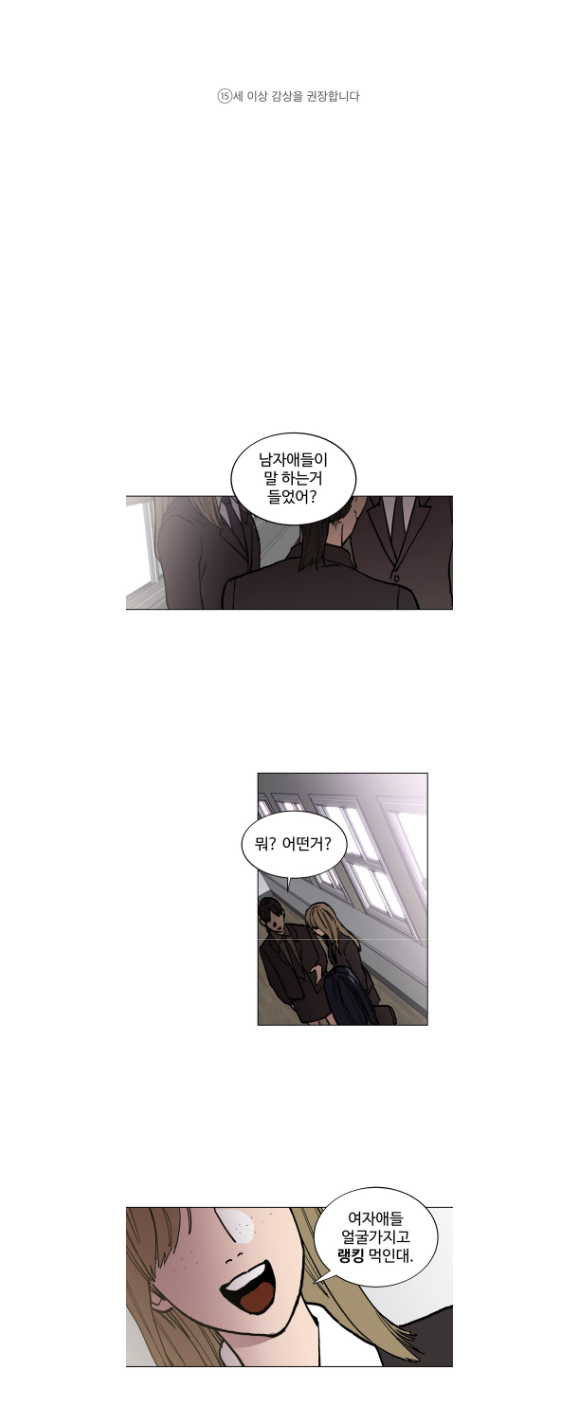 ⑮세 이상 감상을 권장합니다
남자애들이
말 하는거
들었어?
뭐? 어떤거?
여자애들
얼굴가지고
랭킹 먹인대.